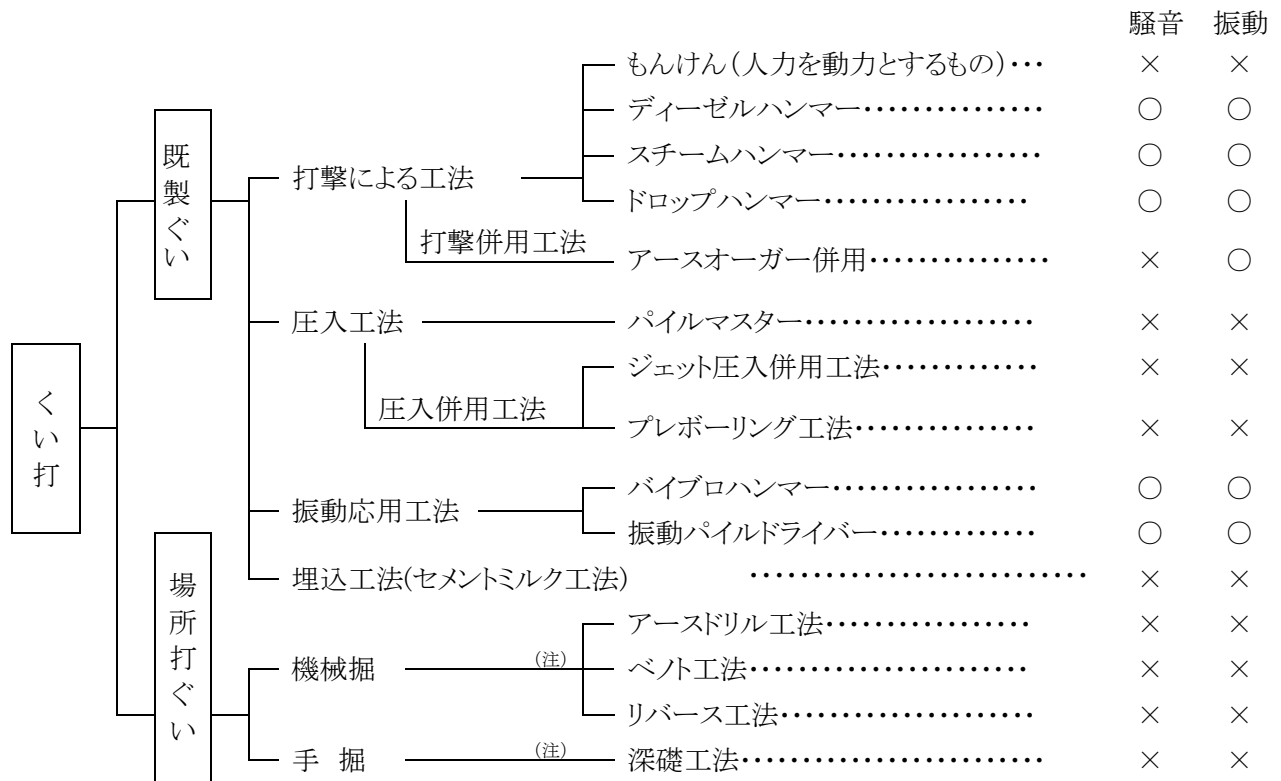 騒音 振動
もんけん(人力を動力とするもの)・・・ × ×
ディーゼルハンマー・・・・・・・・・・・・・・・ ○ ○
既製ぐい
打撃による工法
スチームハンマー・・・・・・・・・・・・・・・・・ ○ ○
ドロップハンマー・・・・・・・・・・・・・・・・・ ○ ○
打撃併用工法
アースオーガー併用・・・・・・・・・・・・・・・ × ○
圧入工法
パイルマスター・・・・・・・・・・・・・・・・・・・ × ×
ジェット圧入併用工法・・・・・・・・・・・・・ × ×
くい打
圧入併用工法
プレボーリング工法・・・・・・・・・・・・・・・ × ×
振動応用工法
バイブロハンマー・・・・・・・・・・・・・・・・・ ○ ○
振動パイルドライバー・・・・・・・・・・・・・ ○ ○
埋込工法(セメントミルク工法) ・・・・・・・・・・・・・・・・・・・・・・・・・・・・ × ×
場所打ぐい
アースドリル工法・・・・・・・・・・・・・・・・・ × ×
機械掘 (注) ベノト工法・・・・・・・・・・・・・・・・・・・・・・・ × ×
リバース工法・・・・・・・・・・・・・・・・・・・・・ × ×
手 掘 (注) 深礎工法・・・・・・・・・・・・・・・・・・・・・・・・・ × ×